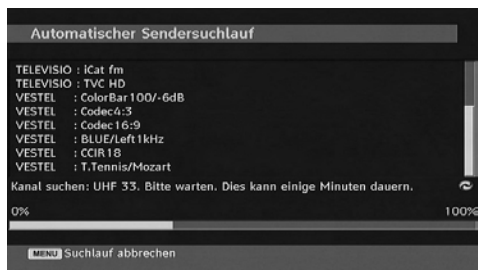 Automatischer Sendersuchlauf
TELEVISIO : iCat fm
TELEVISIO : TVC HD
VESTEL : ColorBar100/-6dB
VESTEL : Codec4:3
VESTEL : Codec16:9
VESTEL : BLUE/Left1kHz
VESTEL : CCIR18
VESTEL : T.Tennis/Mozart
Kanal suchen: UHF 33. Bitte warten. Dies kann einige Minuten dauern.
0% 100%
MENU Suchlauf abbrechen